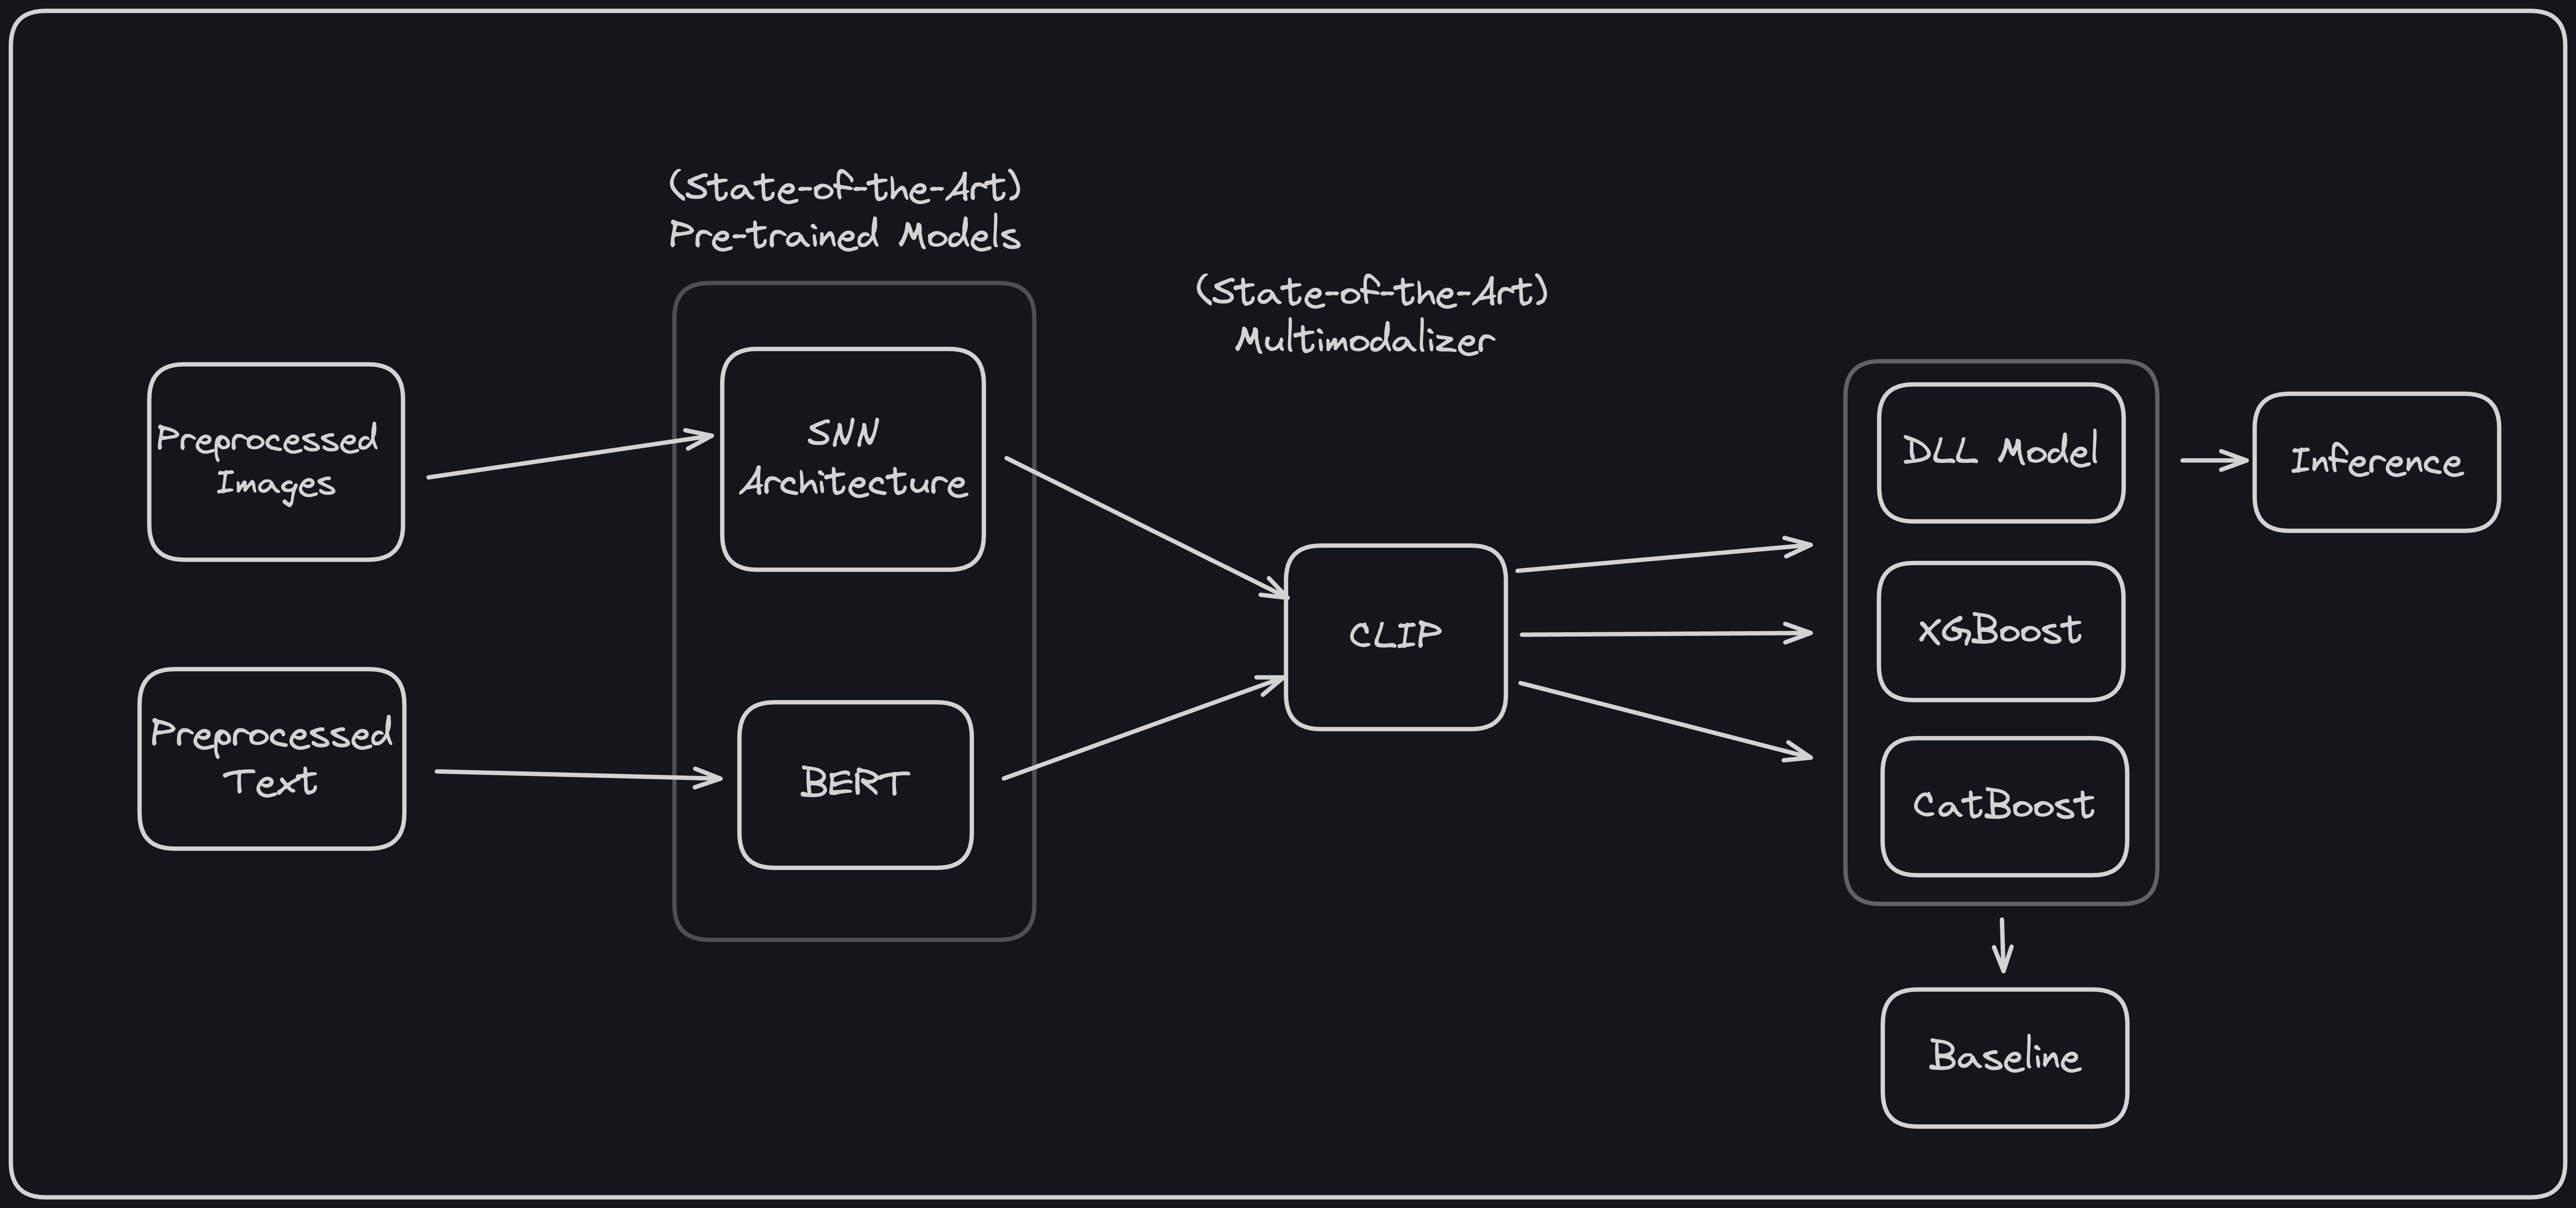 (State-of-the-Art)
Pre-trained Models
(State-of-the-Art)
Multimodalizer
Preprocessed
Images
SNN
Architecture
DLL Model
Inference
XGBoost
CLIP
Preprocessed
Text
BERT
CatBoost
Baseline